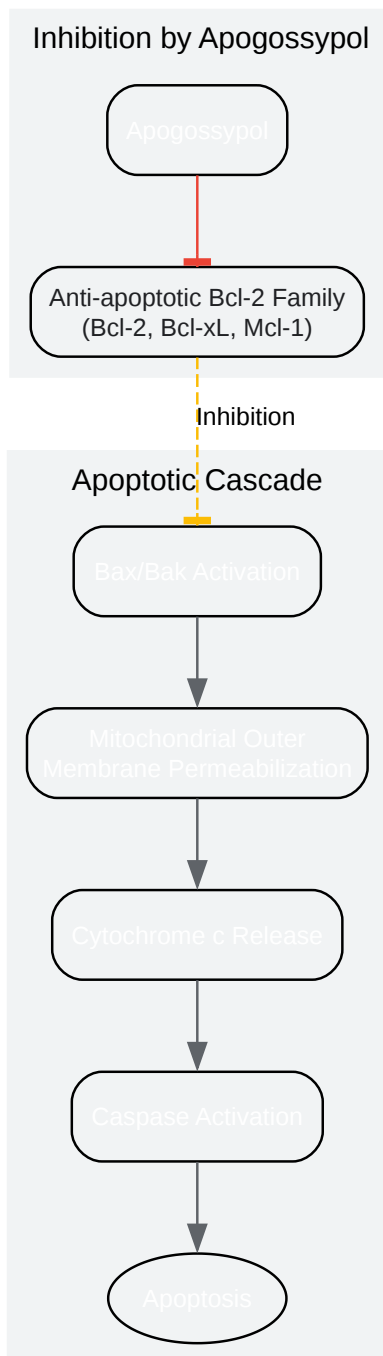 Inhibition by Apogossypol
Apogossypol
Anti-apoptotic Bcl-2 Family
(Bcl-2, Bcl-xL, Mcl-1)
Inhibition
Apoptotic Cascade
Bax/Bak Activation
Mitochondrial Outer
Membrane Permeabilization
Cytochrome c Release
Caspase Activation
Apoptosis